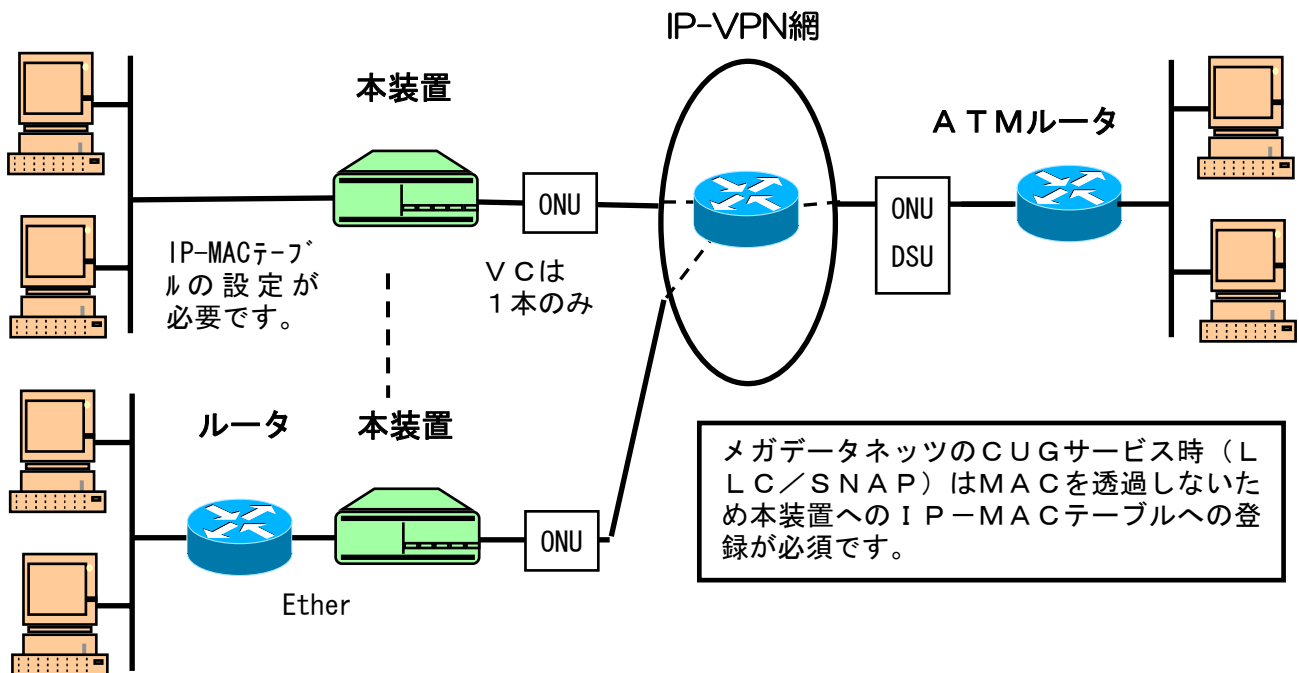 IP-VPN網
本装置
ATMルータ
ONU
ONU
DSU
IP-MACテーブ
ルの設定が
必要です。
VCは
1本のみ
ルータ
本装置
ONU
Ether
メガデータネッツのCUGサービス時(L
LC/SNAP)はMACを透過しないた
め本装置へのIP-MACテーブルへの登
録が必須です。